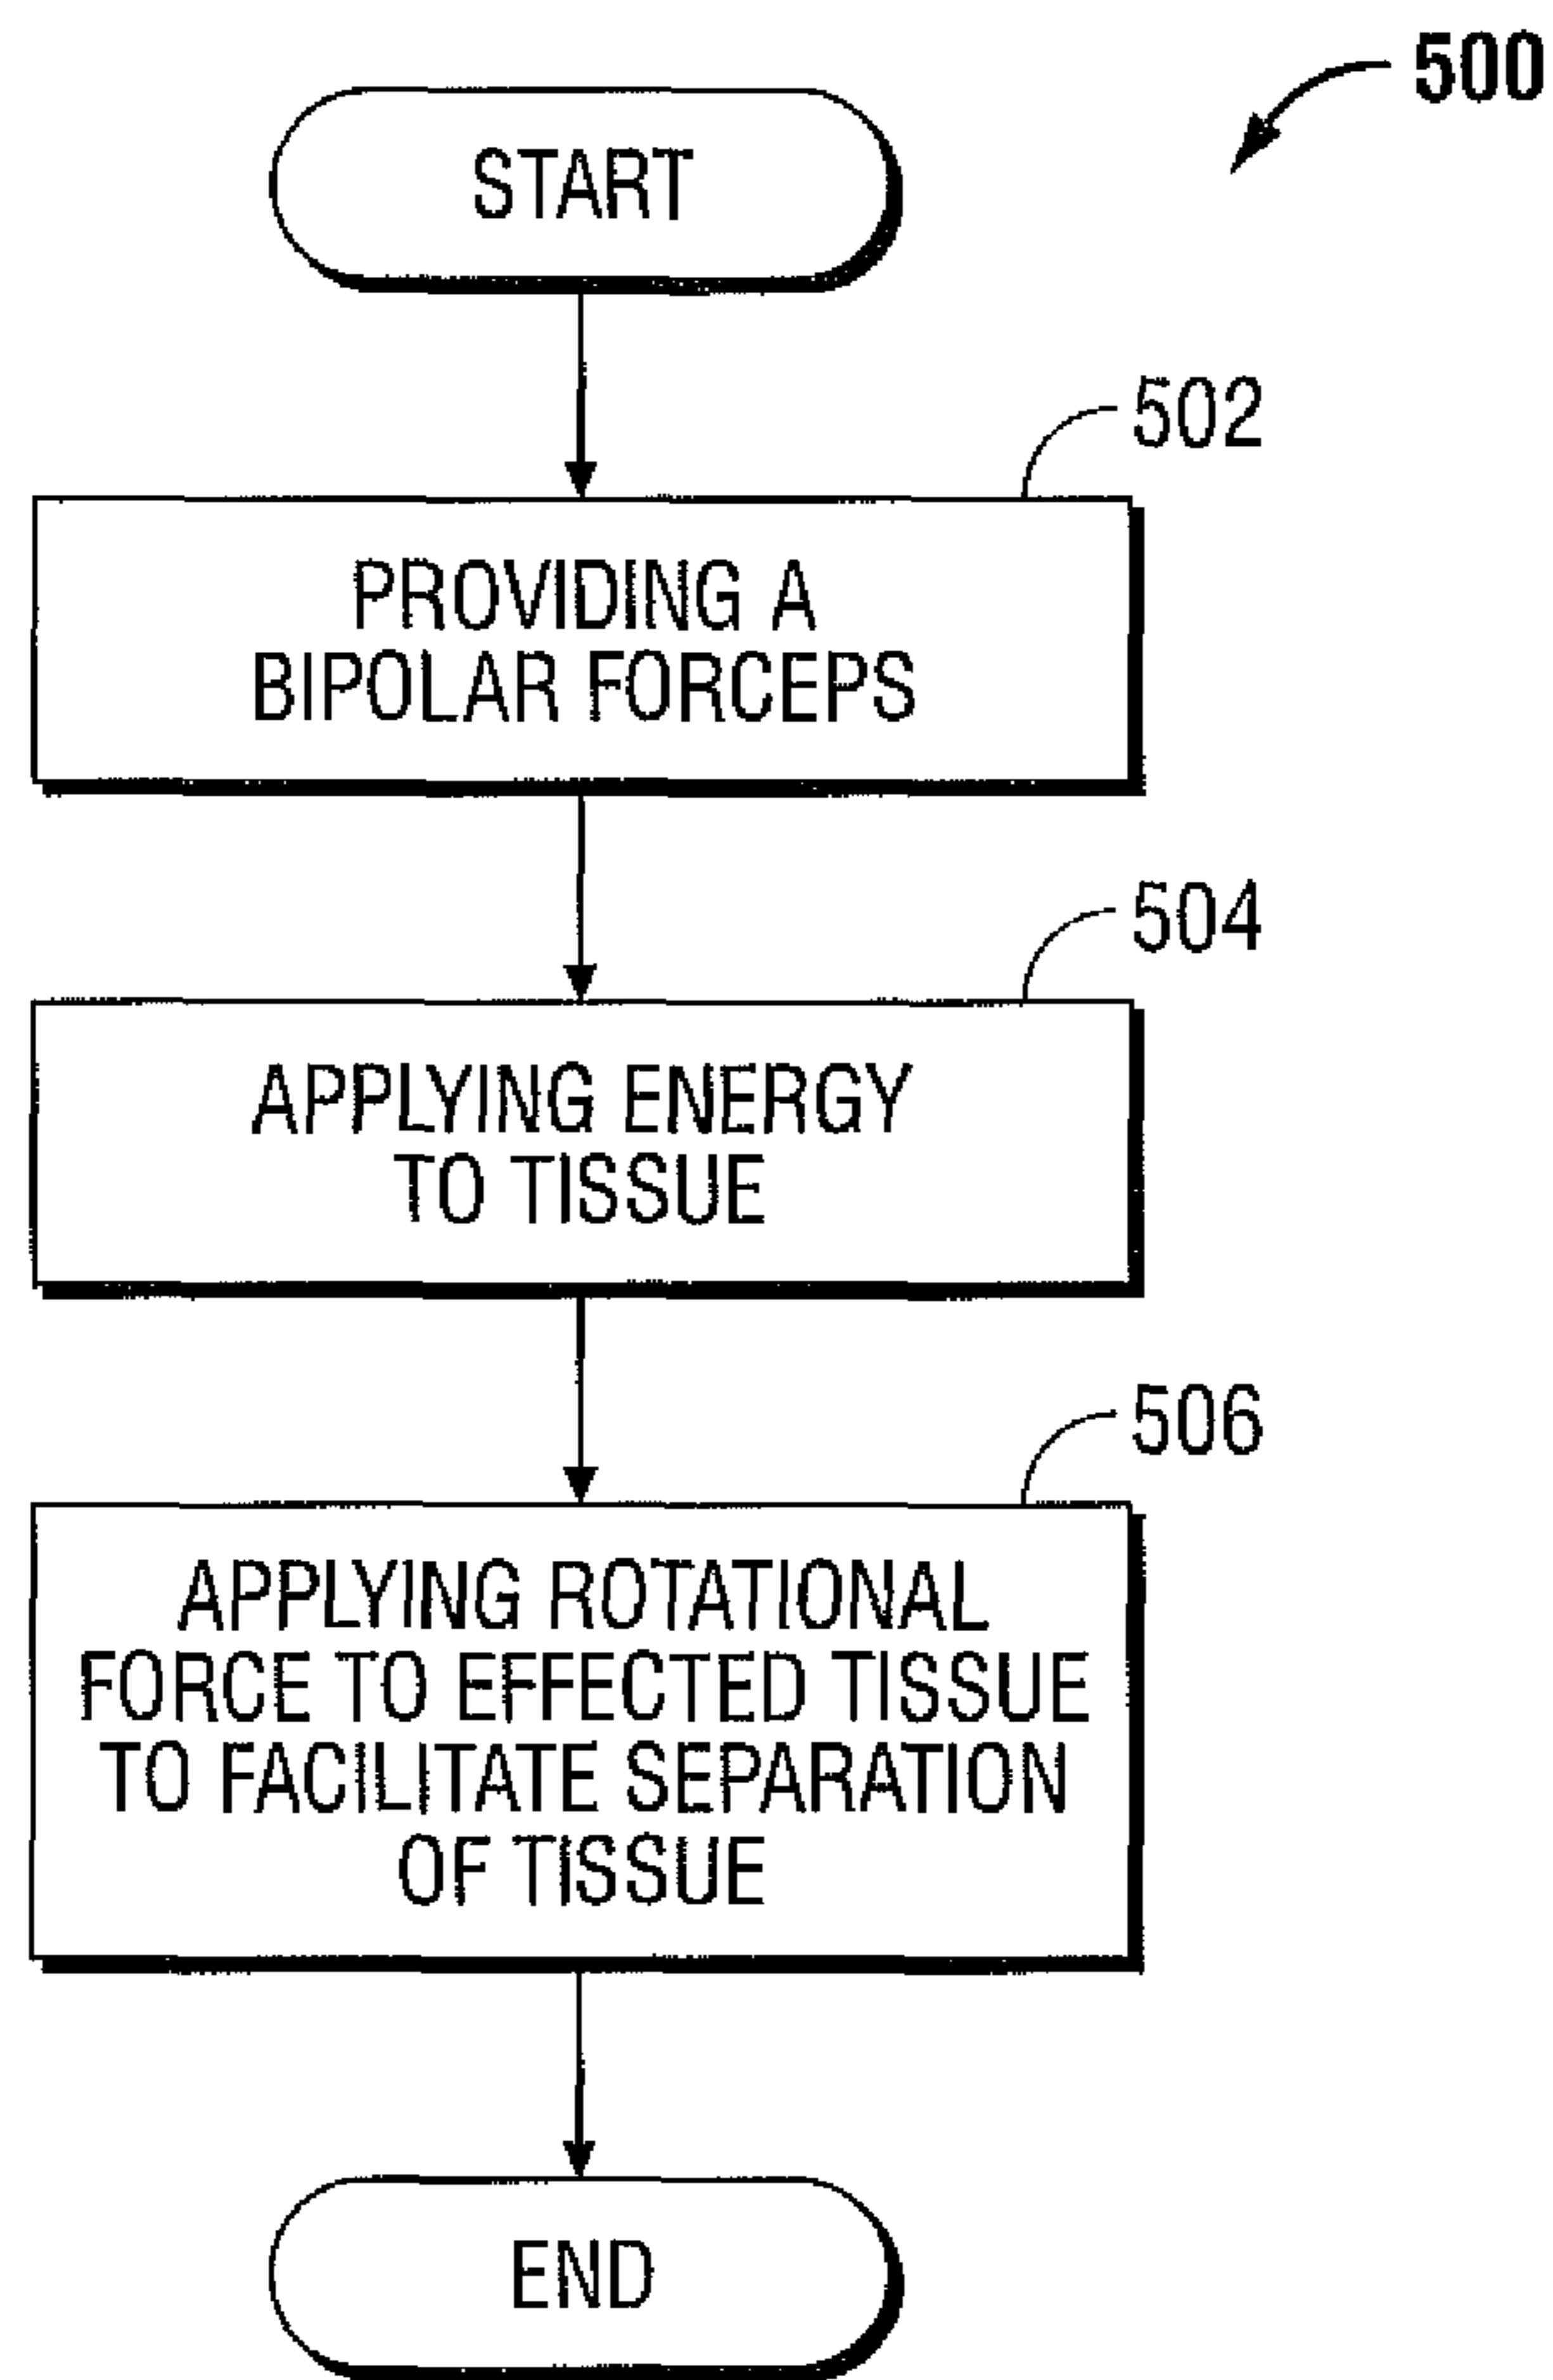 500
START
502
PROVIDING A
BIPOLAR FORCEPS
504
APPLYING ENERGY
TO TISSUE
506
APPLYING ROTATIONAL
FORCE TO EFFECTED TISSUE
TO FACILITATE SEPARATION
OF TISSUE
END